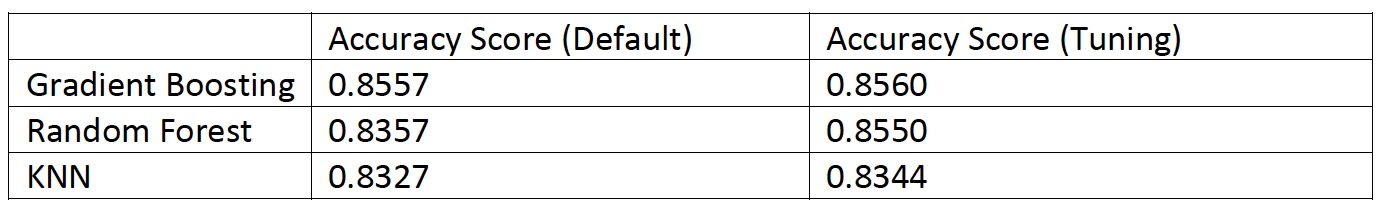 Accuracy Score (Default) Accuracy Score (Tuning)
Gradient Boosting 0.8557 0.8560
Random Forest 0.8357 0.8550
KNN 0.8327 0.8344